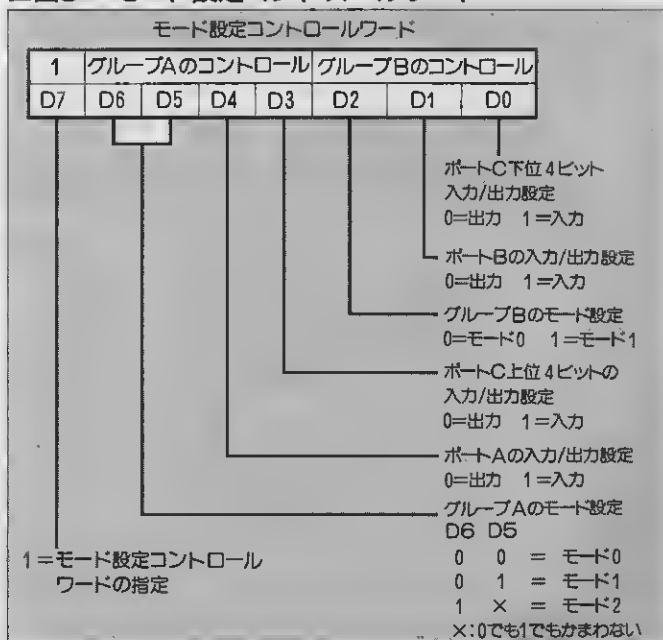 モード設定コントロールワード
1 グループAのコントロール グループBのコントロール
D7 D6 D5 D4 D3 D2 D1 D0
ポートC下位4ビット
入力/出力設定
0=出力 1=入力
ポートBの入力/出力設定
0=出力 1=入力
グループBのモード設定
0=モード0 1=モード1
ポートC上位4ビットの
入力/出力設定
0=出力 1=入力
ポートAの入力/出力設定
0=出力 1=入力
グループAのモード設定
D6 D5
0 0 = モード0
0 1 = モード1
1 × = モード2
×:0でも1でもかまわない
1=モード設定コントロール
ワードの指定